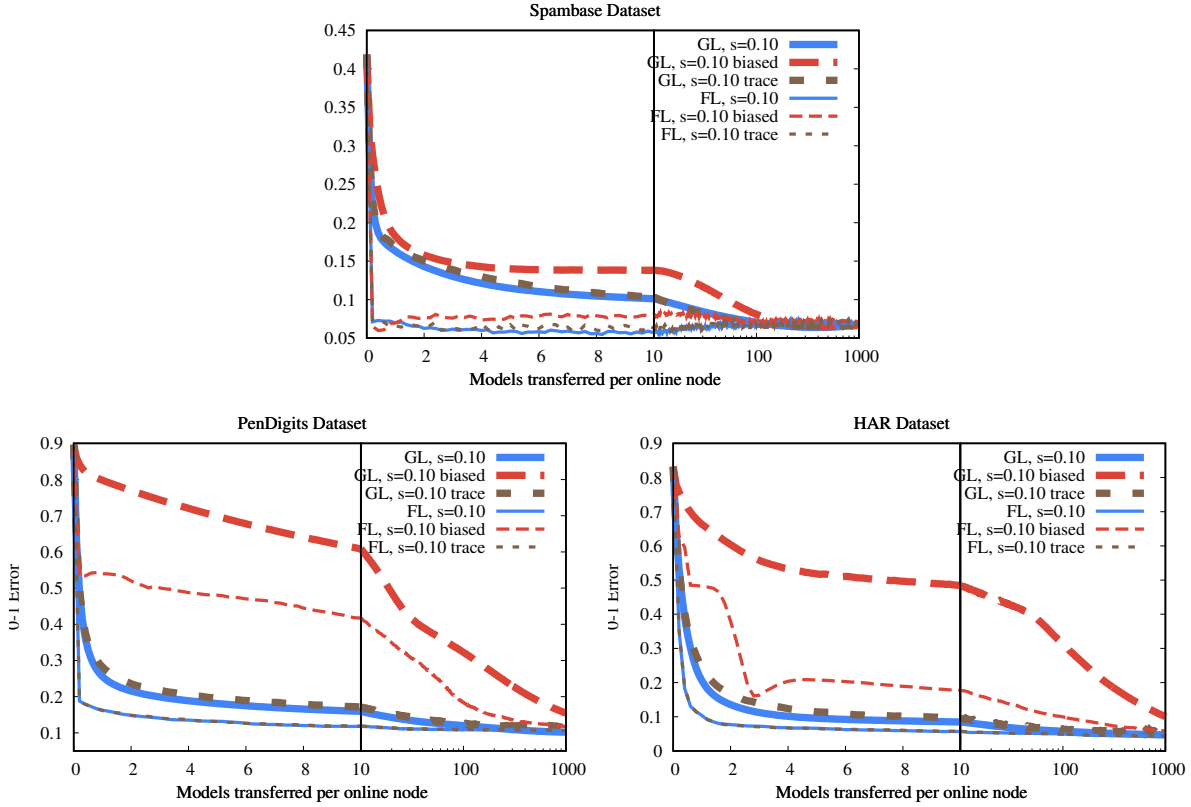 Spambase Dataset
0.45
0.4
0.35
0.3
0.25
0.2
0.15
0.1
0.05
GL, s=0.10
GL, s=0.10 biased
GL, s=0.10 trace
FL, s=0.10
FL, s=0.10 biased
FL, s=0.10 trace
0 2 4 6 8 10 100 1000
Models transferred per online node
PenDigits Dataset
0-1 Error
0.9
0.8
0.7
0.6
0.5
0.4
0.3
0.2
0.1
GL, s=0.10
GL, s=0.10 biased
GL, s=0.10 trace
FL, s=0.10
FL, s=0.10 biased
FL, s=0.10 trace
0 2 4 6 8 10 100 1000
Models transferred per online node
HAR Dataset
0-1 Error
0.9
0.8
0.7
0.6
0.5
0.4
0.3
0.2
0.1
0
GL, s=0.10
GL, s=0.10 biased
GL, s=0.10 trace
FL, s=0.10
FL, s=0.10 biased
FL, s=0.10 trace
0 2 4 6 8 10 100 1000
Models transferred per online node